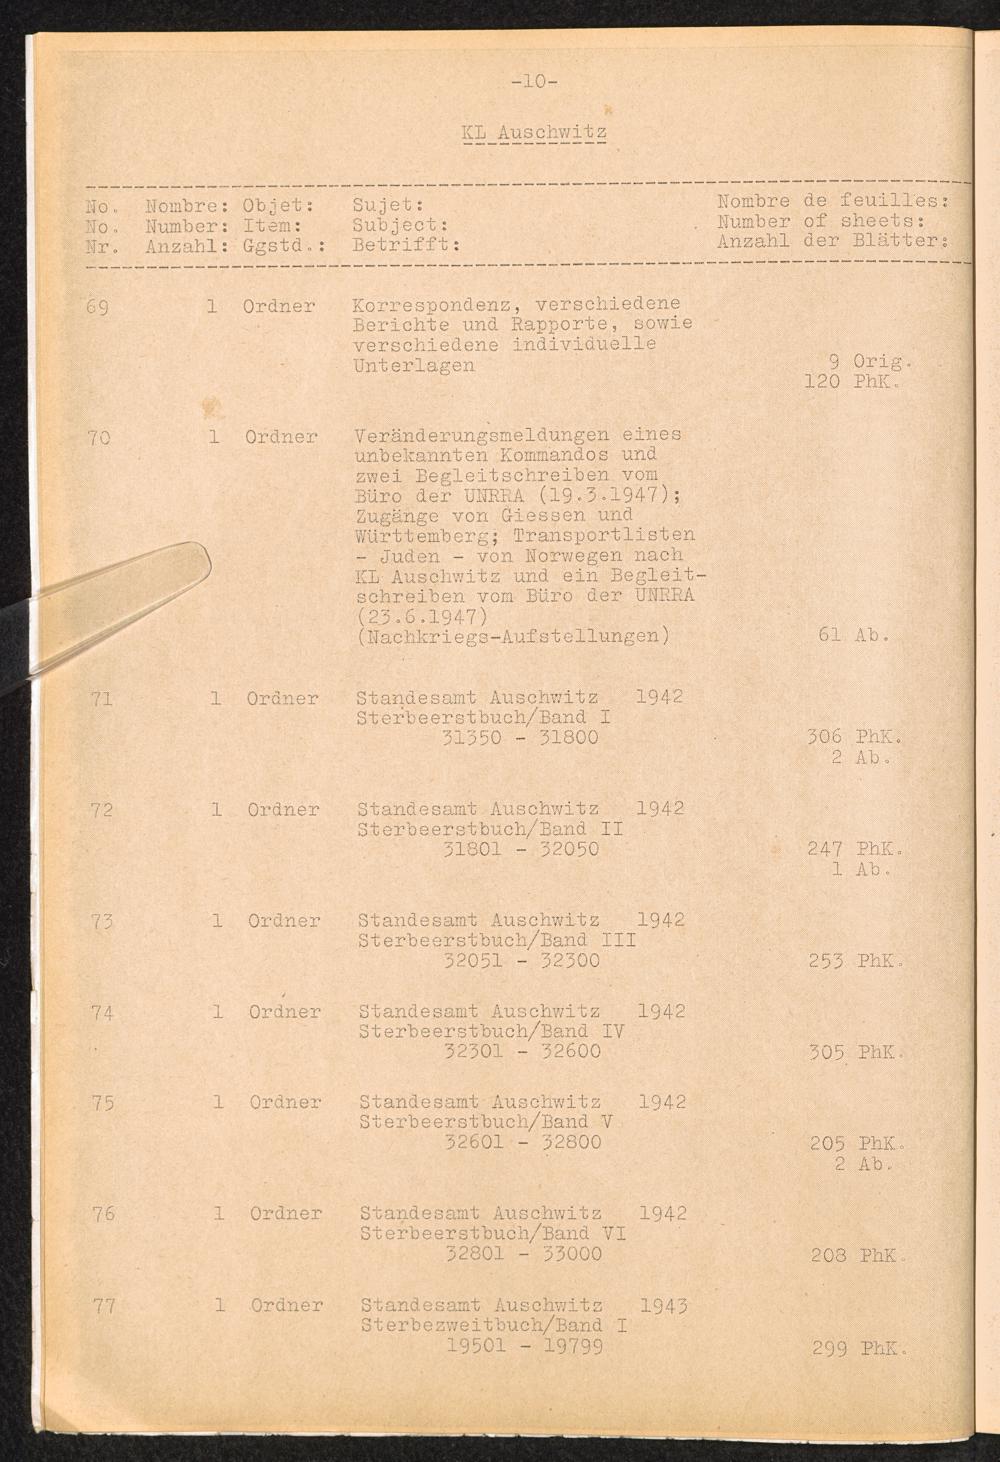 -10-
KL Auschwitz
No. Nombre: Objet: Sujet: Nombre de feuilles:
No. Number: Item: Subject: Number of sheets:
Nr. Anzahl: Ggstd.: Betrifft: Anzahl der Blätter:
69 1 Ordner Korrespondenz, verschiedene
Berichte und Rapporte, sowie
verschiedene individuelle
Unterlagen 9 Orig.
120 PhK.
70 1 Ordner Veränderungsmeldungen eines
unbekannten Kommandos und
zwei Begleitschreiben vom
Büro der UNRRA (19.3.1947);
Zugänge von Giessen und
Württemberg; Transportlisten
- Juden - von Norwegen nach
KL Auschwitz und ein Begleit-
schreiben vom Büro der UNRRA
(23.6.1947)
(Nachkriegs-Aufstellungen) 61 Ab.
71 1 Ordner Standesamt Auschwitz 1942
Sterbeerstbuch/Band I
31350 - 31800 306 PhK.
2 Ab.
72 1 Ordner Standesamt Auschwitz 1942
Sterbeerstbuch/Band II
31801 - 32050 247 PhK.
1 Ab.
73 1 Ordner Standesamt Auschwitz 1942
Sterbeerstbuch/Band III
32051 - 32300 253 PhK.
74 1 Ordner Standesamt Auschwitz 1942
Sterbeerstbuch/Band IV
32301 - 32600 305 PhK.
75 1 Ordner Standesamt Auschwitz 1942
Sterbeerstbuch/Band V
32601 - 32800 205 PhK.
2 Ab.
76 1 Ordner Standesamt Auschwitz 1942
Sterbeerstbuch/Band VI
32801 - 33000 208 PhK.
77 1 Ordner Standesamt Auschwitz 1943
Sterbezweitbuch/Band I
19501 - 19799 299 PhK.